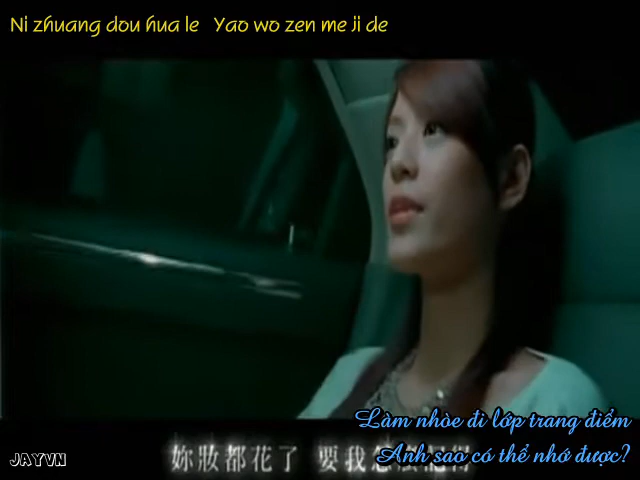 Ni zhuang dou hua le Yao wo zen me ji de
Làm nhòe đi lớp trang điểm
Anh sao có thể nhớ được?
妳妝都花了 要我怎
JAYVN